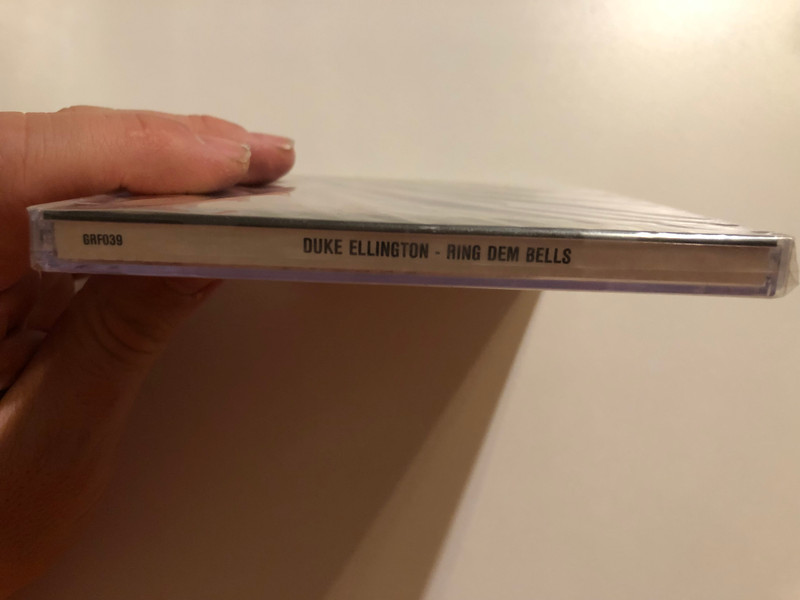 GRF039
DUKE ELLINGTON - RING DEM BELLS